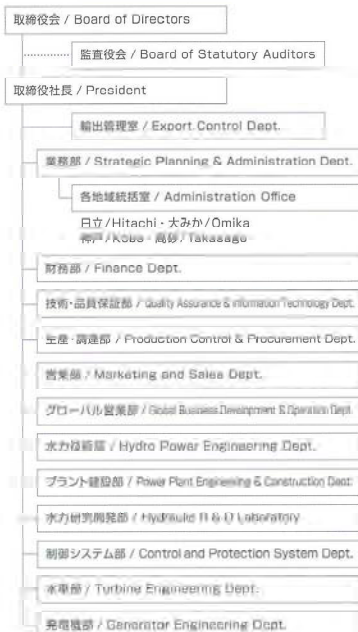 取締役会 / Board of Directors
監査役会 / Board of Statutory Auditors
取締役社長 / President
輸出管理室 / Export Control Dept.
業務部 / Strategic Planning & Administration Dept.
各地域統括室 / Administration Office
日立/Hitachi・大みか/Omika
神戸/Kobe・高砂/Takasago
財務部 / Finance Dept.
技術・品質保証部 / Quality Assurance & Information Technology Dept.
生産・調達部 / Production Control & Procurement Dept.
営業部 / Marketing and Sales Dept.
グローバル営業部 / Global Business Development & Operation Dept.
水力技術部 / Hydro Power Engineering Dept.
プラント建設部 / Power Plant Engineering & Construction Dept.
水力研究開発部 / Hydraulic R & D Laboratory
制御システム部 / Control and Protection System Dept.
水車部 / Turbine Engineering Dept.
発電機部 / Generator Engineering Dept.